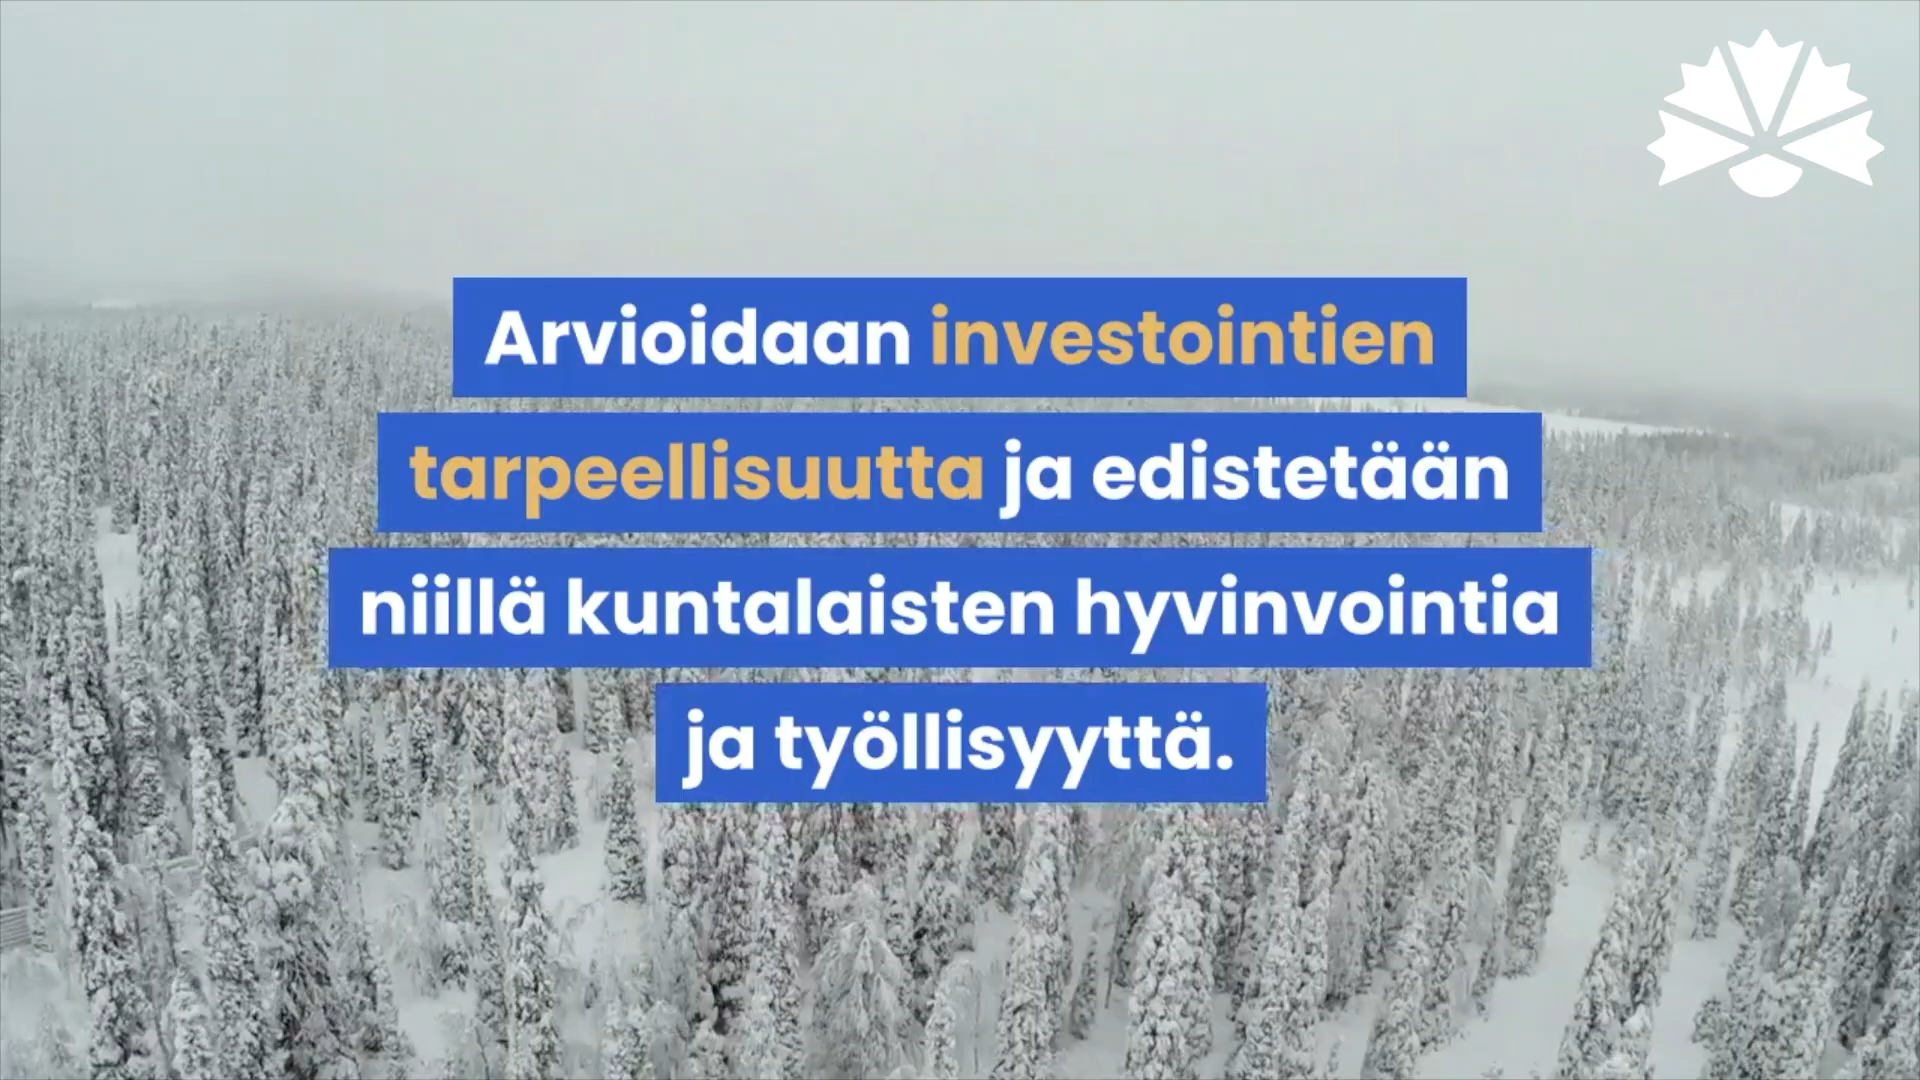 Arvioidaan investointien
tarpeellisuutta ja edistetään
niillä kuntalaisten hyvinvointia
ja työllisyyttä.